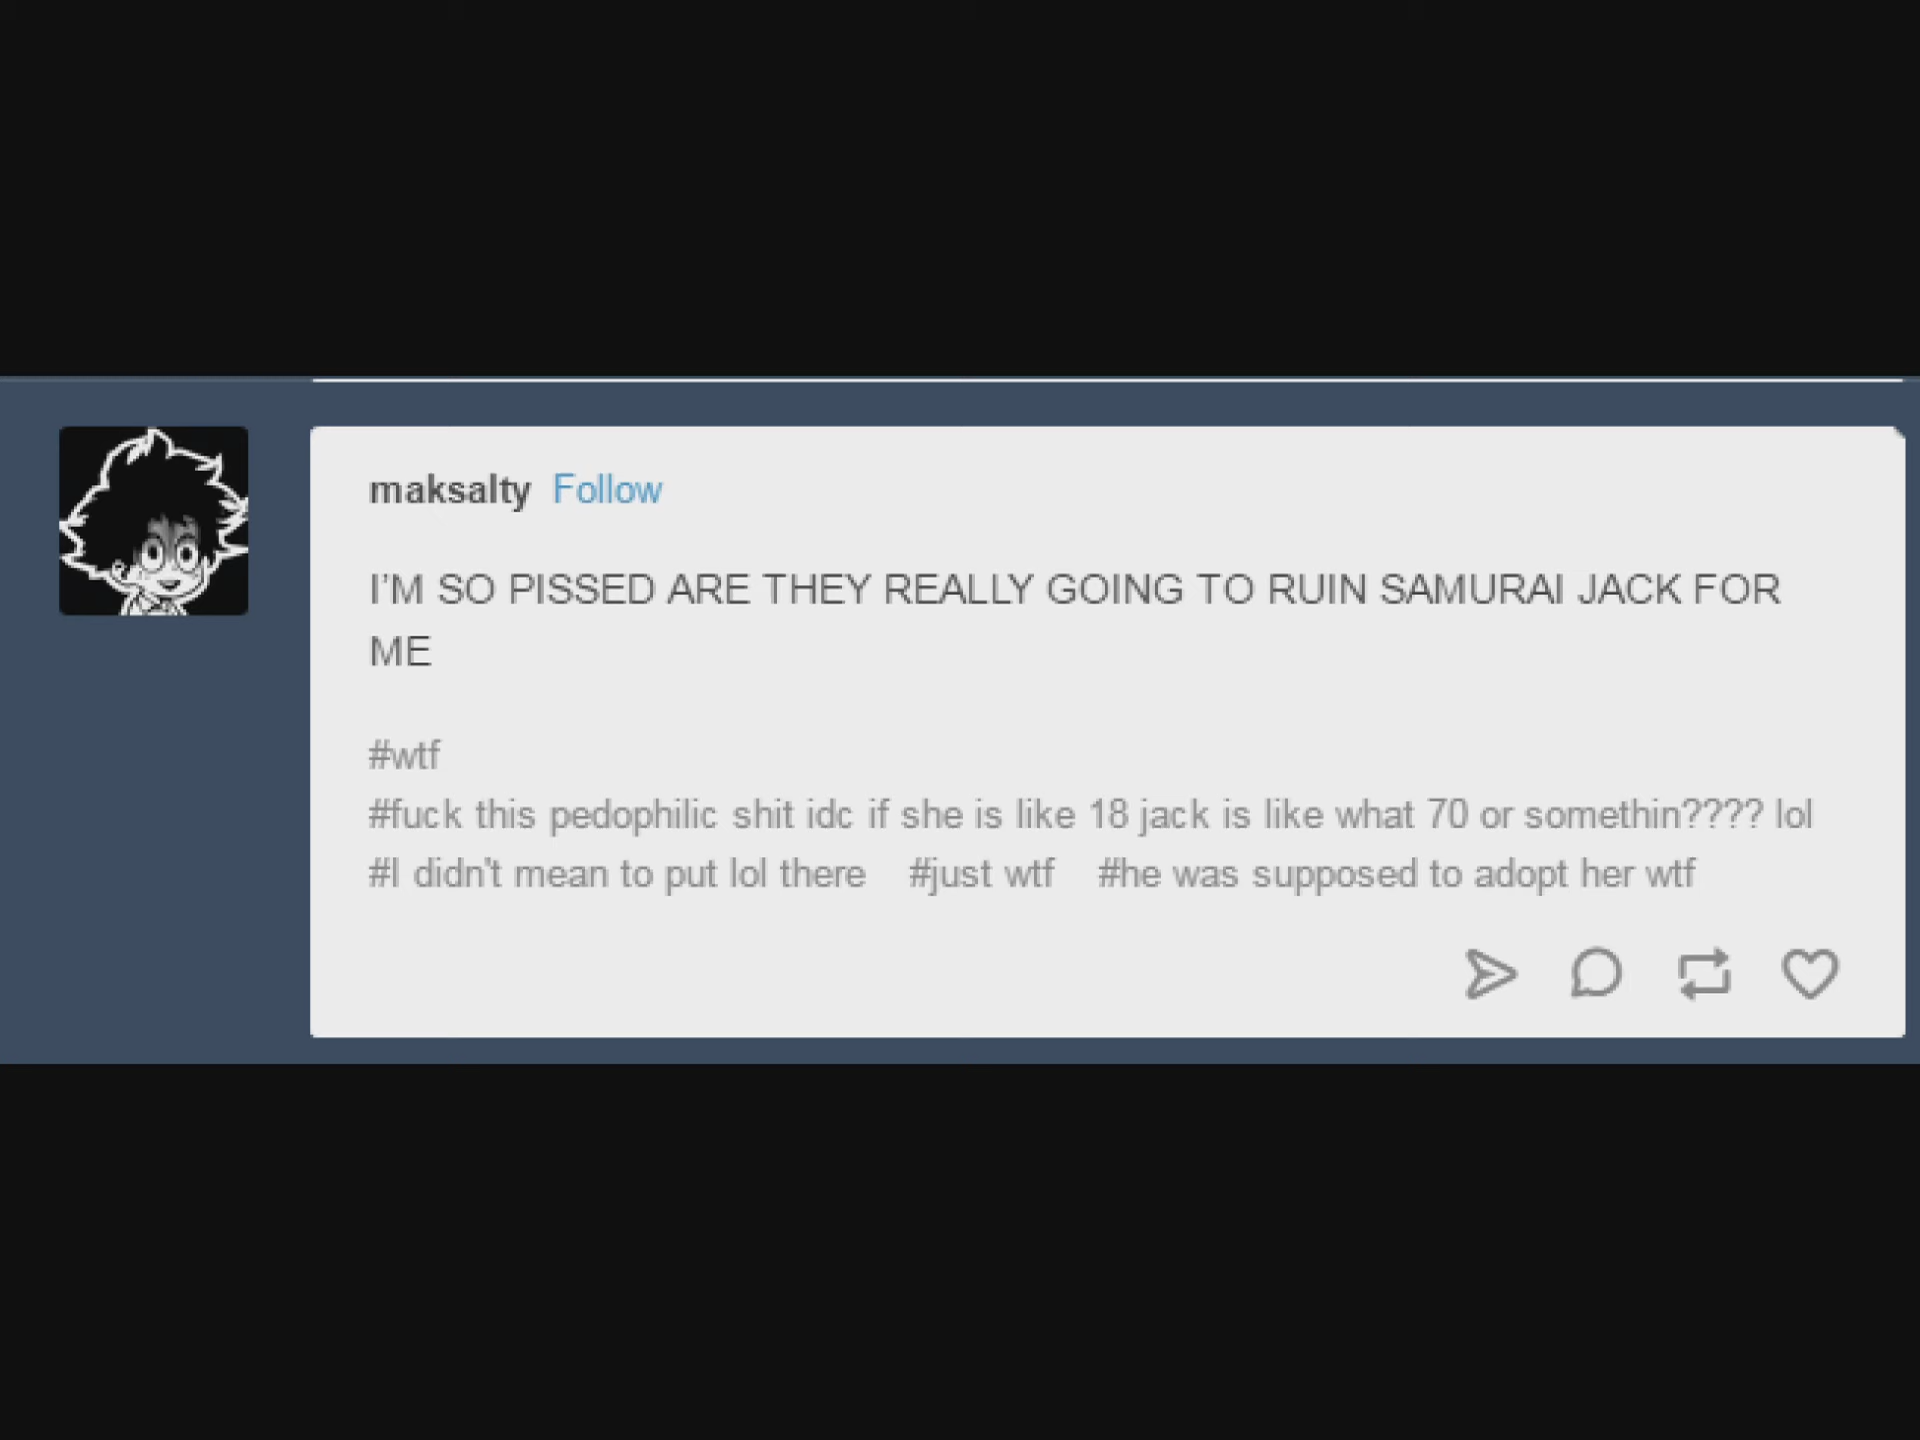 maksalty Follow
I'M SO PISSED ARE THEY REALLY GOING TO RUIN SAMURAI JACK FOR
ME
#wtf
#fuck this pedophilic shit idc if she is like 18 jack is like what 70 or somethin???? lol
#I didn't mean to put lol there #just wtf #he was supposed to adopt her wtf